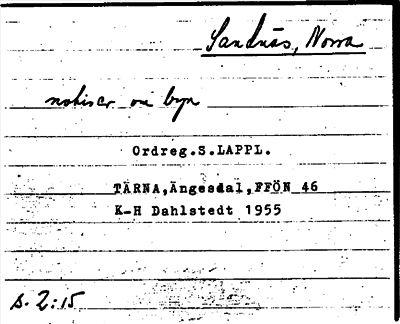 Sandnäs, Norra
notiser om byn
Ordreg.S.LAPPL.
TÄRNA,Ängesdal,FFÖN 46
K-H Dahlstedt 1955
s. 2:15